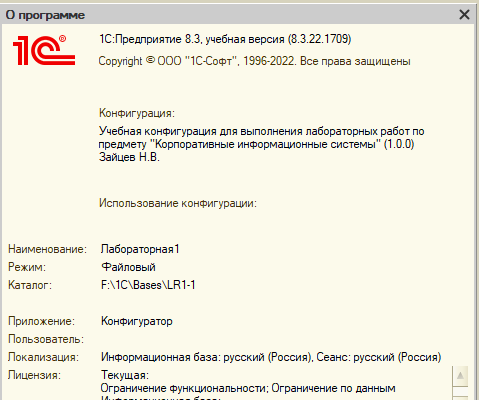 О программе
1С:Предприятие 8.3, учебная версия (8.3.22.1709)
Copyright © ООО "1С-Софт", 1996-2022. Все права защищены
Конфигурация:
Учебная конфигурация для выполнения лабораторных работ по
предмету "Корпоративные информационные системы" (1.0.0)
Зайцев Н.В.
Использование конфигурации:
Наименование: Лабораторная1
Режим: Файловый
Каталог: F:\1C\Bases\LR1-1
Приложение: Конфигуратор
Пользователь:
Локализация: Информационная база: русский (Россия), Сеанс: русский (Россия)
Лицензия: Текущая:
Ограничение функциональности; Ограничение по данным